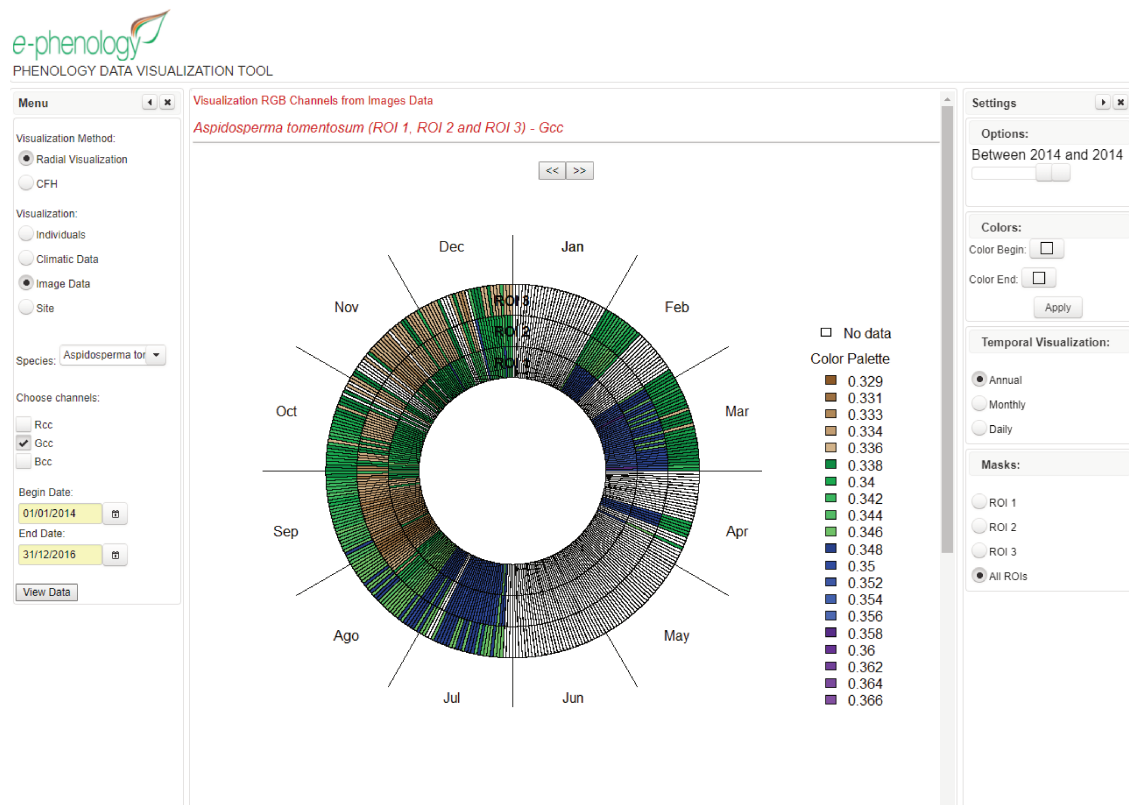 e-phenology
PHENOLOGY DATA VISUALIZATION TOOL
Menu
Visualization Method:
Radial Visualization
CFH
Visualization:
Individuals
Climatic Data
Image Data
Site
Species: Aspidosperma tor
Choose channels:
Rcc
Gcc
Bcc
Begin Date:
01/01/2014
End Date:
31/12/2016
View Data
Visualization RGB Channels from Images Data
Aspidosperma tomentosum (ROI 1, ROI 2 and ROI 3) - Gcc
<< >>
Dec
Jan
Nov
Feb
Oct
Mar
Sep
Apr
Ago
May
Jul
Jun
ROI 3
ROI 2
ROI 1
No data
Color Palette
0.329
0.331
0.333
0.334
0.336
0.338
0.34
0.342
0.344
0.346
0.348
0.35
0.352
0.354
0.356
0.358
0.36
0.362
0.364
0.366
Settings
Options:
Between 2014 and 2014
Colors:
Color Begin:
Color End:
Apply
Temporal Visualization:
Annual
Monthly
Daily
Masks:
ROI 1
ROI 2
ROI 3
All ROIs